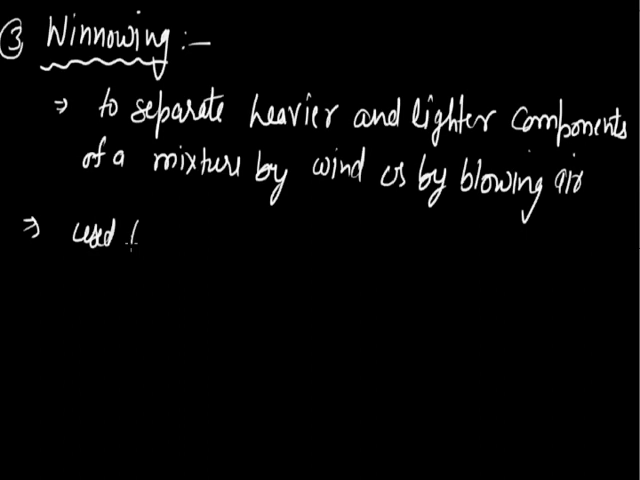 ③ Winnowing :-
⇒ to separate heavier and lighter components
of a mixture by wind or by blowing air
⇒ used